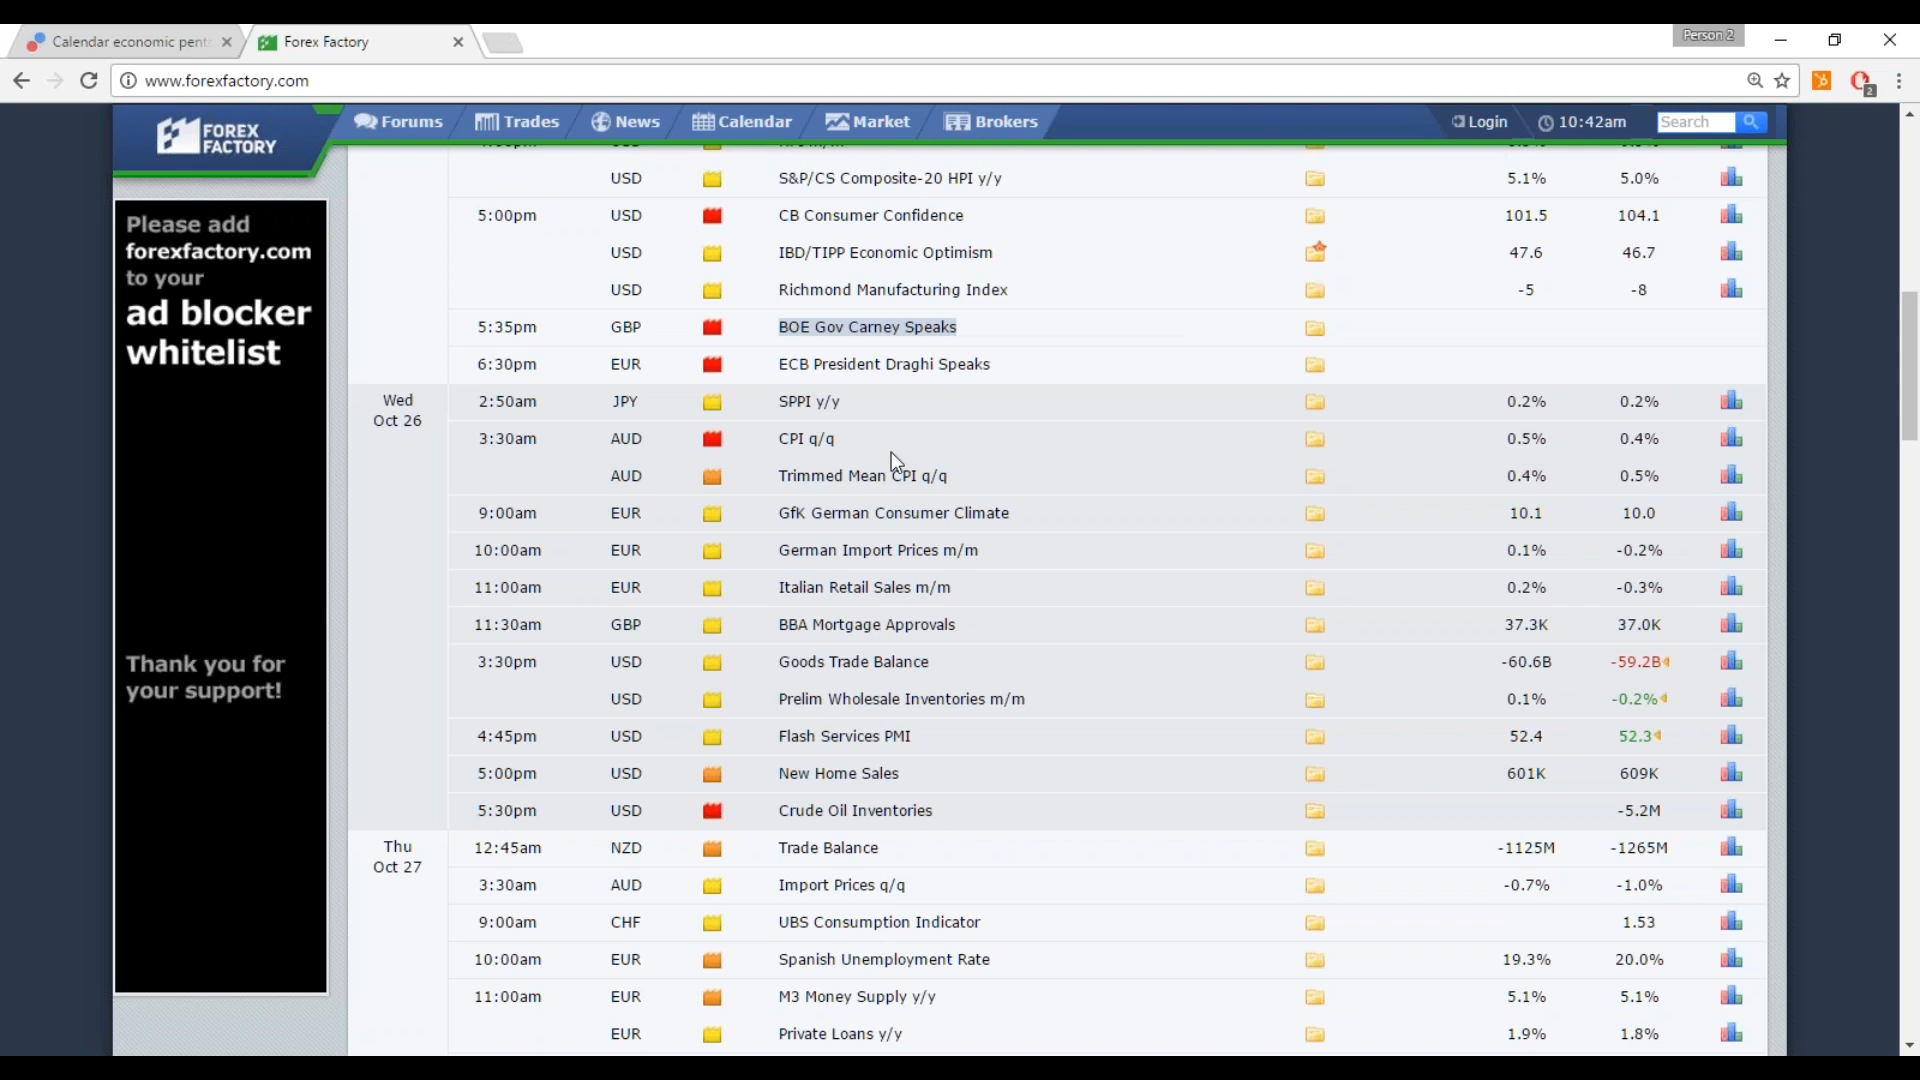 Calendar economic pent
Forex Factory
Person 2
www.forexfactory.com
2
FOREX
FACTORY
Forums
Trades
News
Calendar
Market
Brokers
Login
10:42am
Search
Please add
forexfactory.com
to your
ad blocker
whitelist
Thank you for
your support!
USD S&P/CS Composite-20 HPI y/y 5.1% 5.0%
5:00pm USD CB Consumer Confidence 101.5 104.1
USD IBD/TIPP Economic Optimism 47.6 46.7
USD Richmond Manufacturing Index -5 -8
5:35pm GBP BOE Gov Carney Speaks
6:30pm EUR ECB President Draghi Speaks
Wed
Oct 26
2:50am JPY SPPI y/y 0.2% 0.2%
3:30am AUD CPI q/q 0.5% 0.4%
AUD Trimmed Mean CPI q/q 0.4% 0.5%
9:00am EUR GfK German Consumer Climate 10.1 10.0
10:00am EUR German Import Prices m/m 0.1% -0.2%
11:00am EUR Italian Retail Sales m/m 0.2% -0.3%
11:30am GBP BBA Mortgage Approvals 37.3K 37.0K
3:30pm USD Goods Trade Balance -60.6B -59.2B
USD Prelim Wholesale Inventories m/m 0.1% -0.2%
4:45pm USD Flash Services PMI 52.4 52.3
5:00pm USD New Home Sales 601K 609K
5:30pm USD Crude Oil Inventories -5.2M
Thu
Oct 27
12:45am NZD Trade Balance -1125M -1265M
3:30am AUD Import Prices q/q -0.7% -1.0%
9:00am CHF UBS Consumption Indicator 1.53
10:00am EUR Spanish Unemployment Rate 19.3% 20.0%
11:00am EUR M3 Money Supply y/y 5.1% 5.1%
EUR Private Loans y/y 1.9% 1.8%